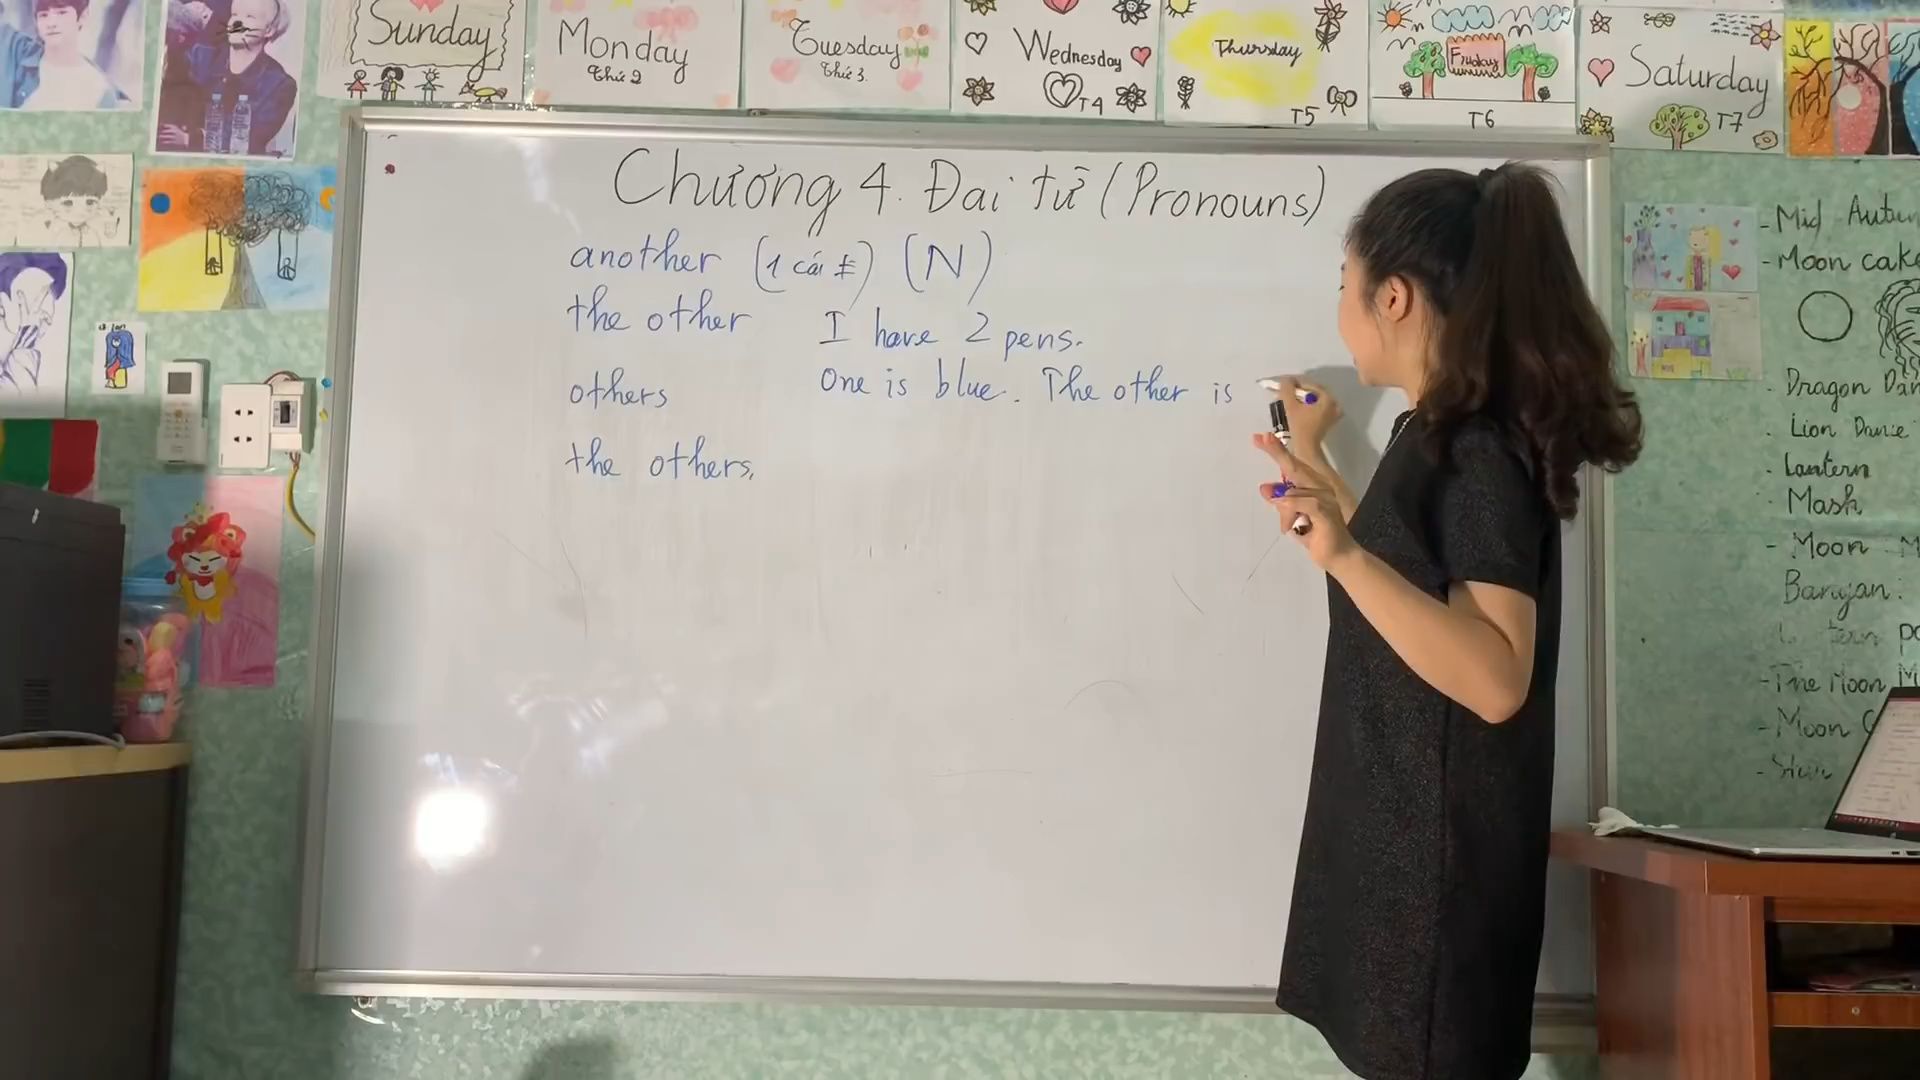 Sunday
Monday
Thứ 2
Tuesday
Thứ 3.
Wednesday
T4
Thursday
T5
Friday
T6
Saturday
T7
Chương 4. Đại từ (Pronouns)
another (1 cái ≠) (N)
the other
I have 2 pens.
others
One is blue. The other is
the others,
- Mid Autum
- Moon cake
. Dragon Dan
. Lion Dance
- Lantern
. Mask
- Moon : M
Banyan :
- The Moon M
- Moon C